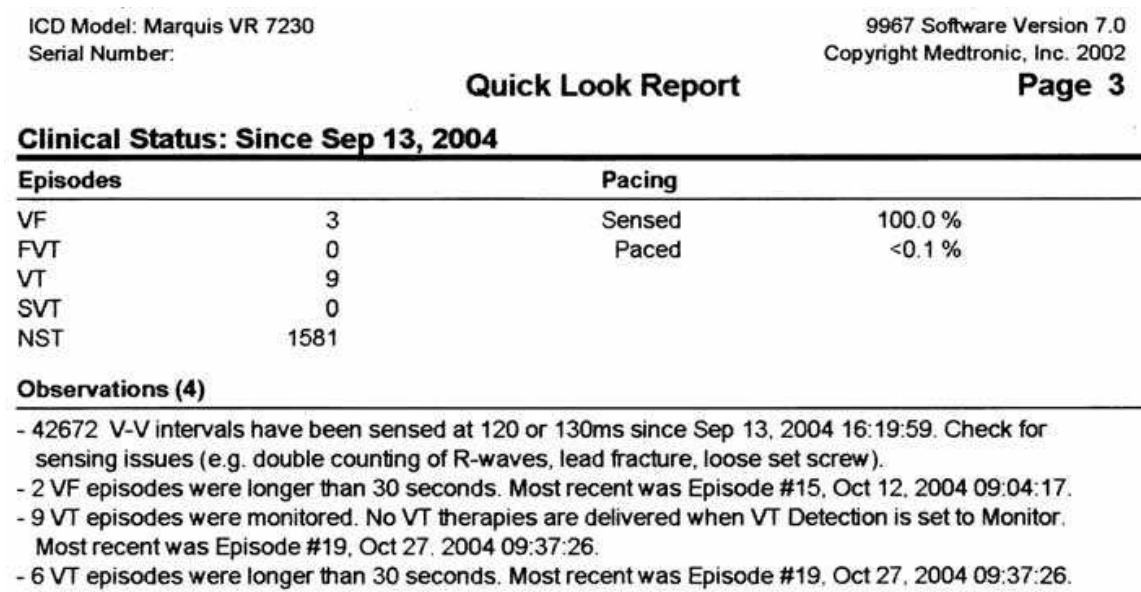 ICD Model: Marquis VR 7230 9967 Software Version 7.0
Serial Number: Copyright Medtronic, Inc. 2002
Quick Look Report Page 3
Clinical Status: Since Sep 13, 2004
Episodes Pacing
VF 3 Sensed 100.0 %
FVT 0 Paced <0.1 %
VT 9
SVT 0
NST 1581
Observations (4)
- 42672 V-V intervals have been sensed at 120 or 130ms since Sep 13, 2004 16:19:59. Check for
sensing issues (e.g. double counting of R-waves, lead fracture, loose set screw).
- 2 VF episodes were longer than 30 seconds. Most recent was Episode #15, Oct 12, 2004 09:04:17.
- 9 VT episodes were monitored. No VT therapies are delivered when VT Detection is set to Monitor.
Most recent was Episode #19, Oct 27. 2004 09:37:26.
- 6 VT episodes were longer than 30 seconds. Most recent was Episode #19, Oct 27, 2004 09:37:26.